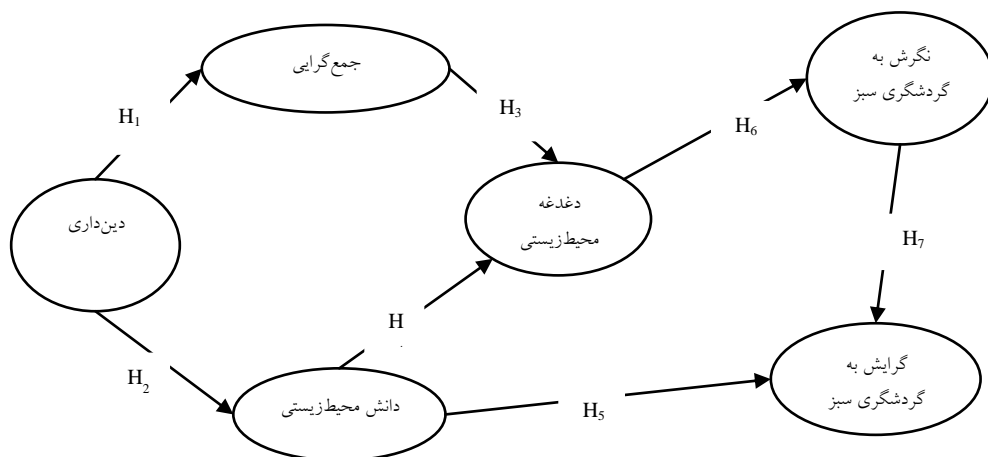 نگرش به
گردشگری سبز
جمع‌گرایی
H₁
H₃
H₆
دغدغه
محیط‌زیستی
دین‌داری
H₇
H
گرایش به
گردشگری سبز
H₂
دانش محیط‌زیستی
H₅